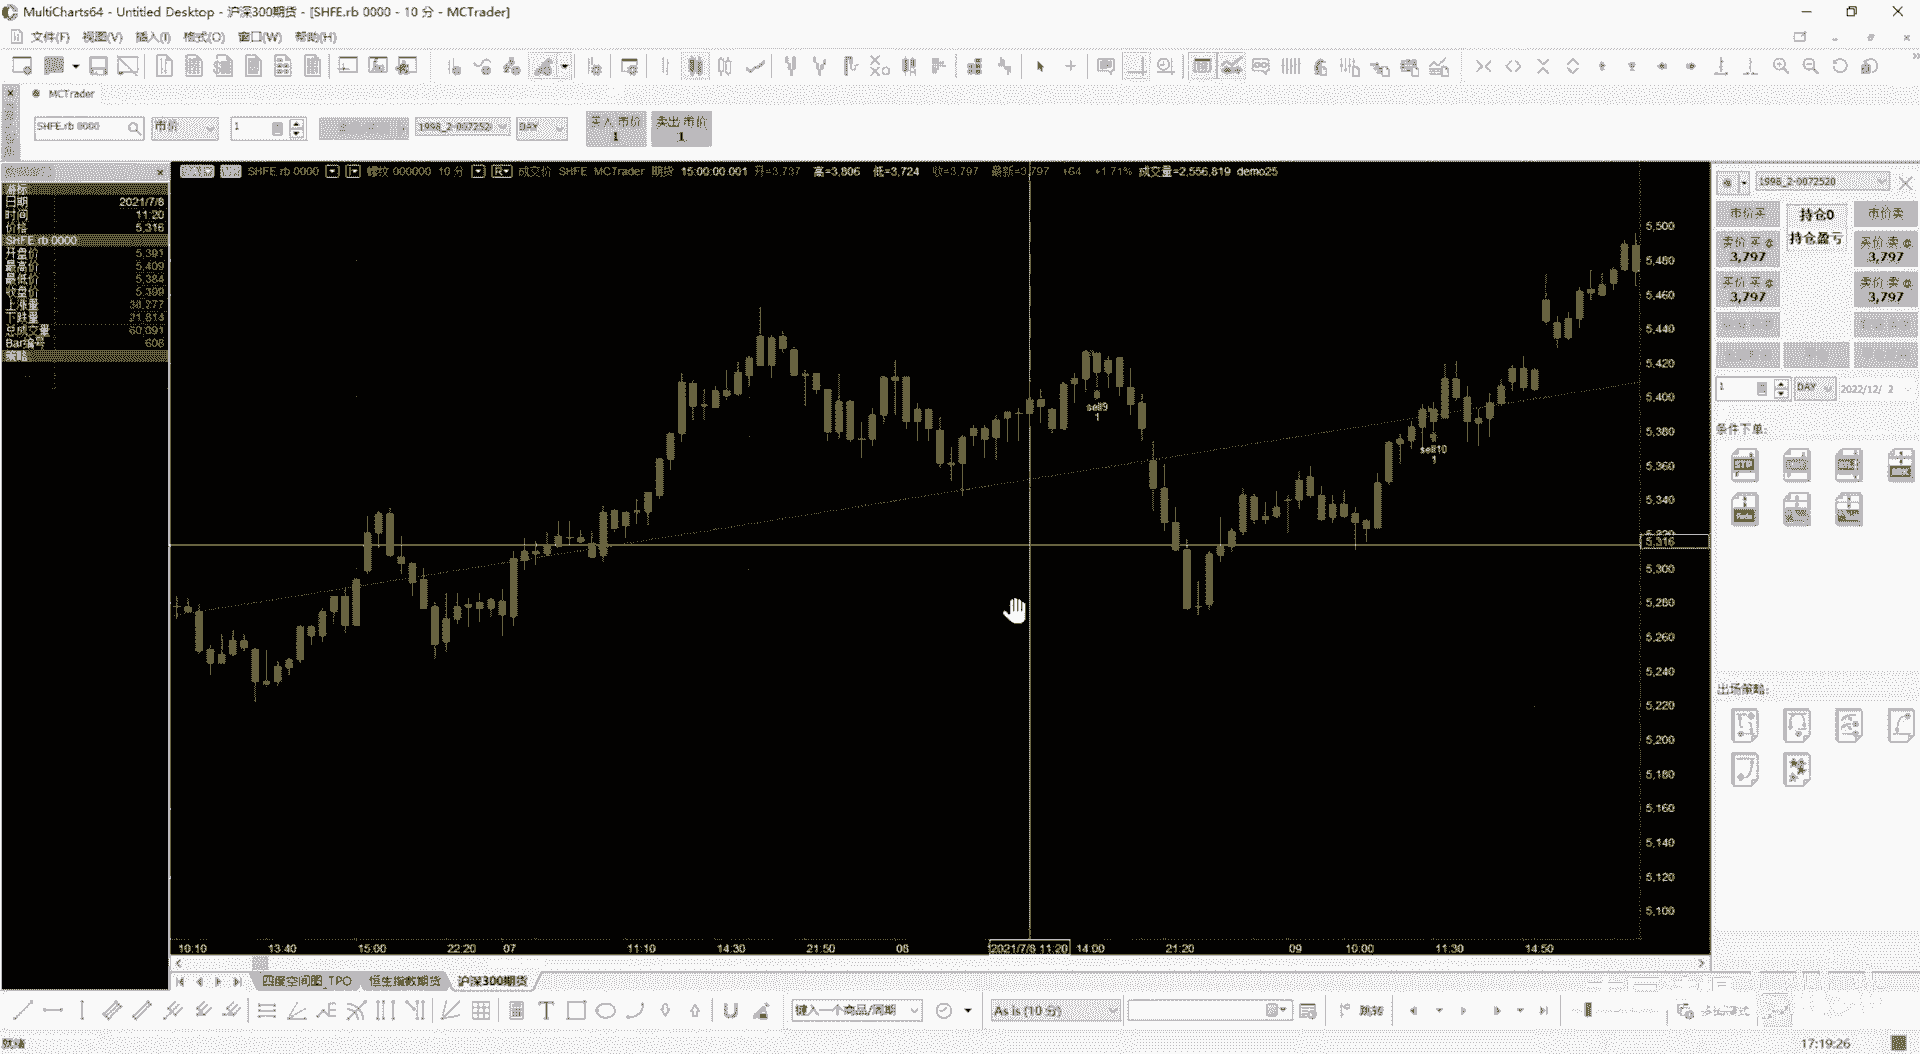 MultiCharts64 - Untitled Desktop - 沪深300期货 - [SHFE.rb 0000 - 10 分 - MCTrader]
文件(F) 视图(V) 插入(I) 格式(O) 窗口(W) 帮助(H)
MCTrader
SHFE.rb 0000 市价 1 1998_2-007252 DAY 买入 市价 1 卖出 市价 1
SHFE.rb 0000 螺纹 000000 10 分 成交价 SHFE MCTrader 期货 15:00:00.001 开=3,737 高=3,806 低=3,724 收=3,797 最新=3,797 +64 +1.71% 成交量=2,556,819 demo25
日期 2021/7/8
时间 11:20
价格 5,316
SHFE.rb 0000
开盘价 5,391
最高价 5,409
最低价 5,384
收盘价 5,399
上涨量 38,277
下跌量 21,814
总成交量 60,091
Bar编号 608
策略
5,500
5,480
5,460
5,440
5,420
5,400
5,380
5,360
5,340
5,316
5,300
5,280
5,260
5,240
5,220
5,200
5,180
5,160
5,140
5,120
5,100
sell9
1
sell10
1
10:10 13:40 15:00 22:20 07 11:10 14:30 21:50 08 2021/7/8 11:20 14:00 21:20 09 10:00 11:30 14:50
1998_2-0072520
市价买 持仓0 市价卖
持仓盈亏
卖价 买 3,797 买价 卖 3,797
买价 买 3,797 卖价 卖 3,797
1 DAY 2022/12/ 2
条件下单:
STP
出场策略:
四度空间图_TPO 恒生指数期货 沪深300期货
键入一个商品/周期 As is (10 分) 跳转
就绪 17:19:26